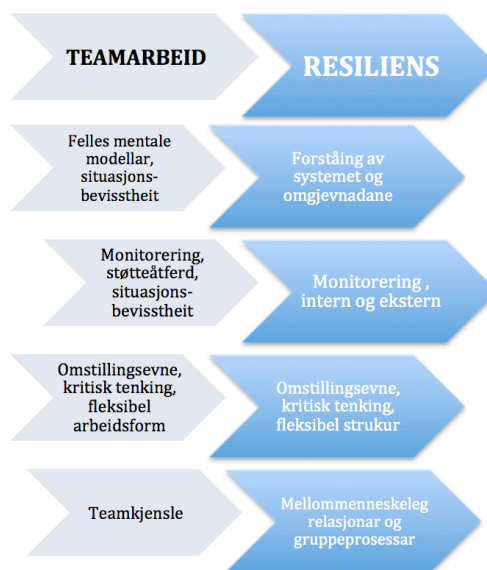 TEAMARBEID
RESILIENS
Felles mentale
modellar,
situasjons-
bevisstheit
Forståing av
systemet og
omgjevnadane
Monitorering,
støtteåtferd,
situasjons-
bevisstheit
Monitorering ,
intern og ekstern
Omstillingsevne,
kritisk tenking,
fleksibel
arbeidsform
Omstillingsevne,
kritisk tenking,
fleksibel strukur
Teamkjensle
Mellommenneskeleg
relasjonar og
gruppeprosessar